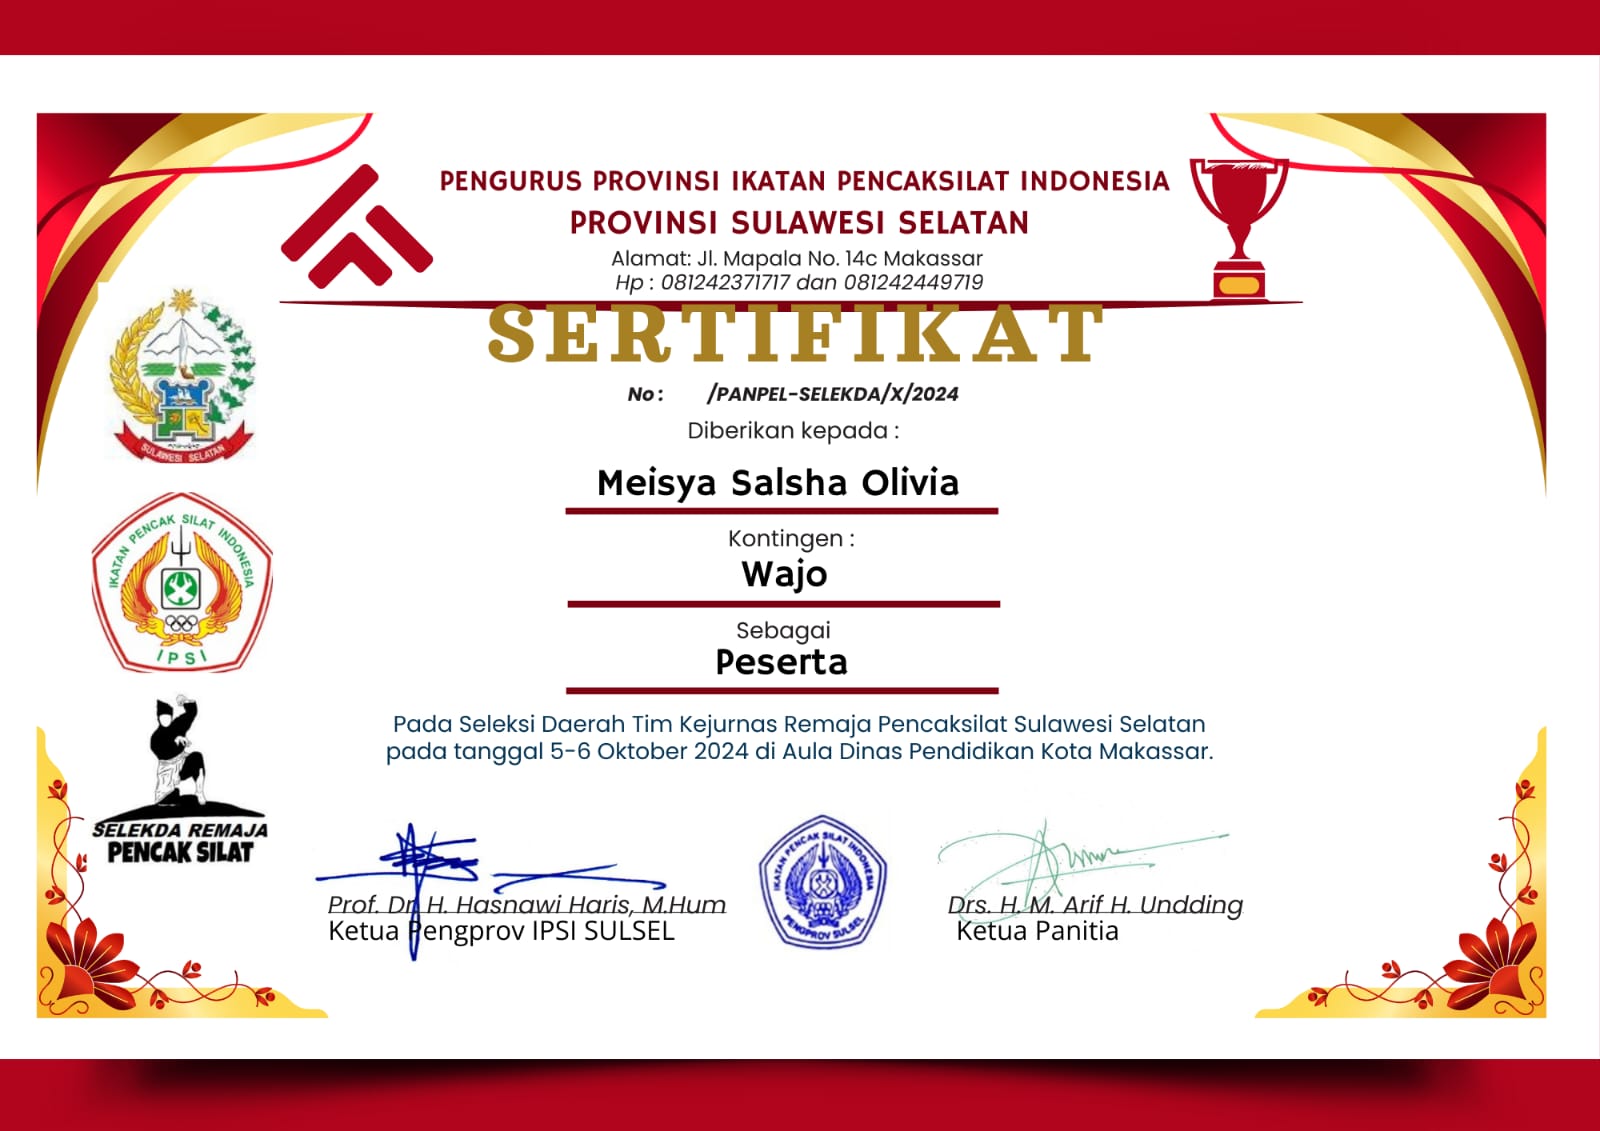 PENGURUS PROVINSI IKATAN PENCAKSILAT INDONESIA
PROVINSI SULAWESI SELATAN
Alamat: Jl. Mapala No. 14c Makassar
Hp : 081242371717 dan 081242449719
SERTIFIKAT
No : /PANPEL-SELEKDA/X/2024
Diberikan kepada :
Meisya Salsha Olivia
Kontingen :
Wajo
Sebagai
Peserta
Pada Seleksi Daerah Tim Kejurnas Remaja Pencaksilat Sulawesi Selatan
pada tanggal 5-6 Oktober 2024 di Aula Dinas Pendidikan Kota Makassar.
SULAWESI SELATAN
IKATAN PENCAK SILAT INDONESIA
IPSI
SELEKDA REMAJA
PENCAK SILAT
Prof. Dr. H. Hasnawi Haris, M.Hum
Ketua Pengprov IPSI SULSEL
IKATAN PENCAK SILAT INDONESIA
PENGPROV SULSEL
Drs. H. M. Arif H. Undding
Ketua Panitia